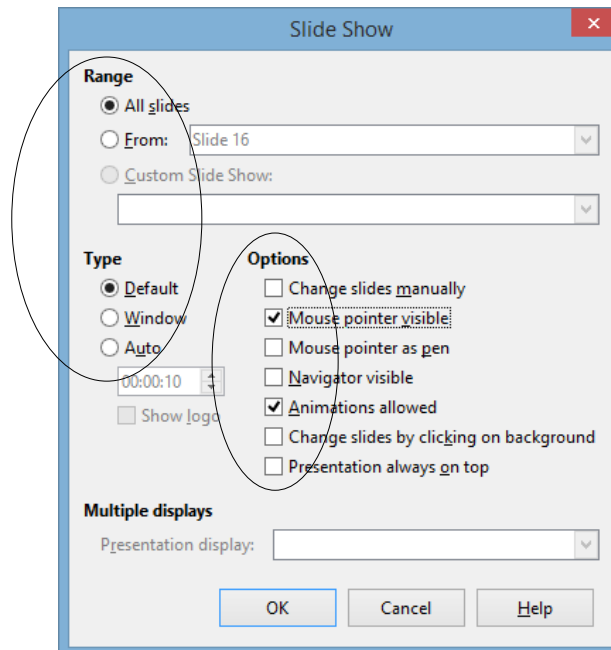 Slide Show
Range
All slides
From: Slide 16
Custom Slide Show:
Type
Default
Window
Auto
00:00:10
Show logo
Options
Change slides manually
Mouse pointer visible
Mouse pointer as pen
Navigator visible
Animations allowed
Change slides by clicking on background
Presentation always on top
Multiple displays
Presentation display:
OK Cancel Help